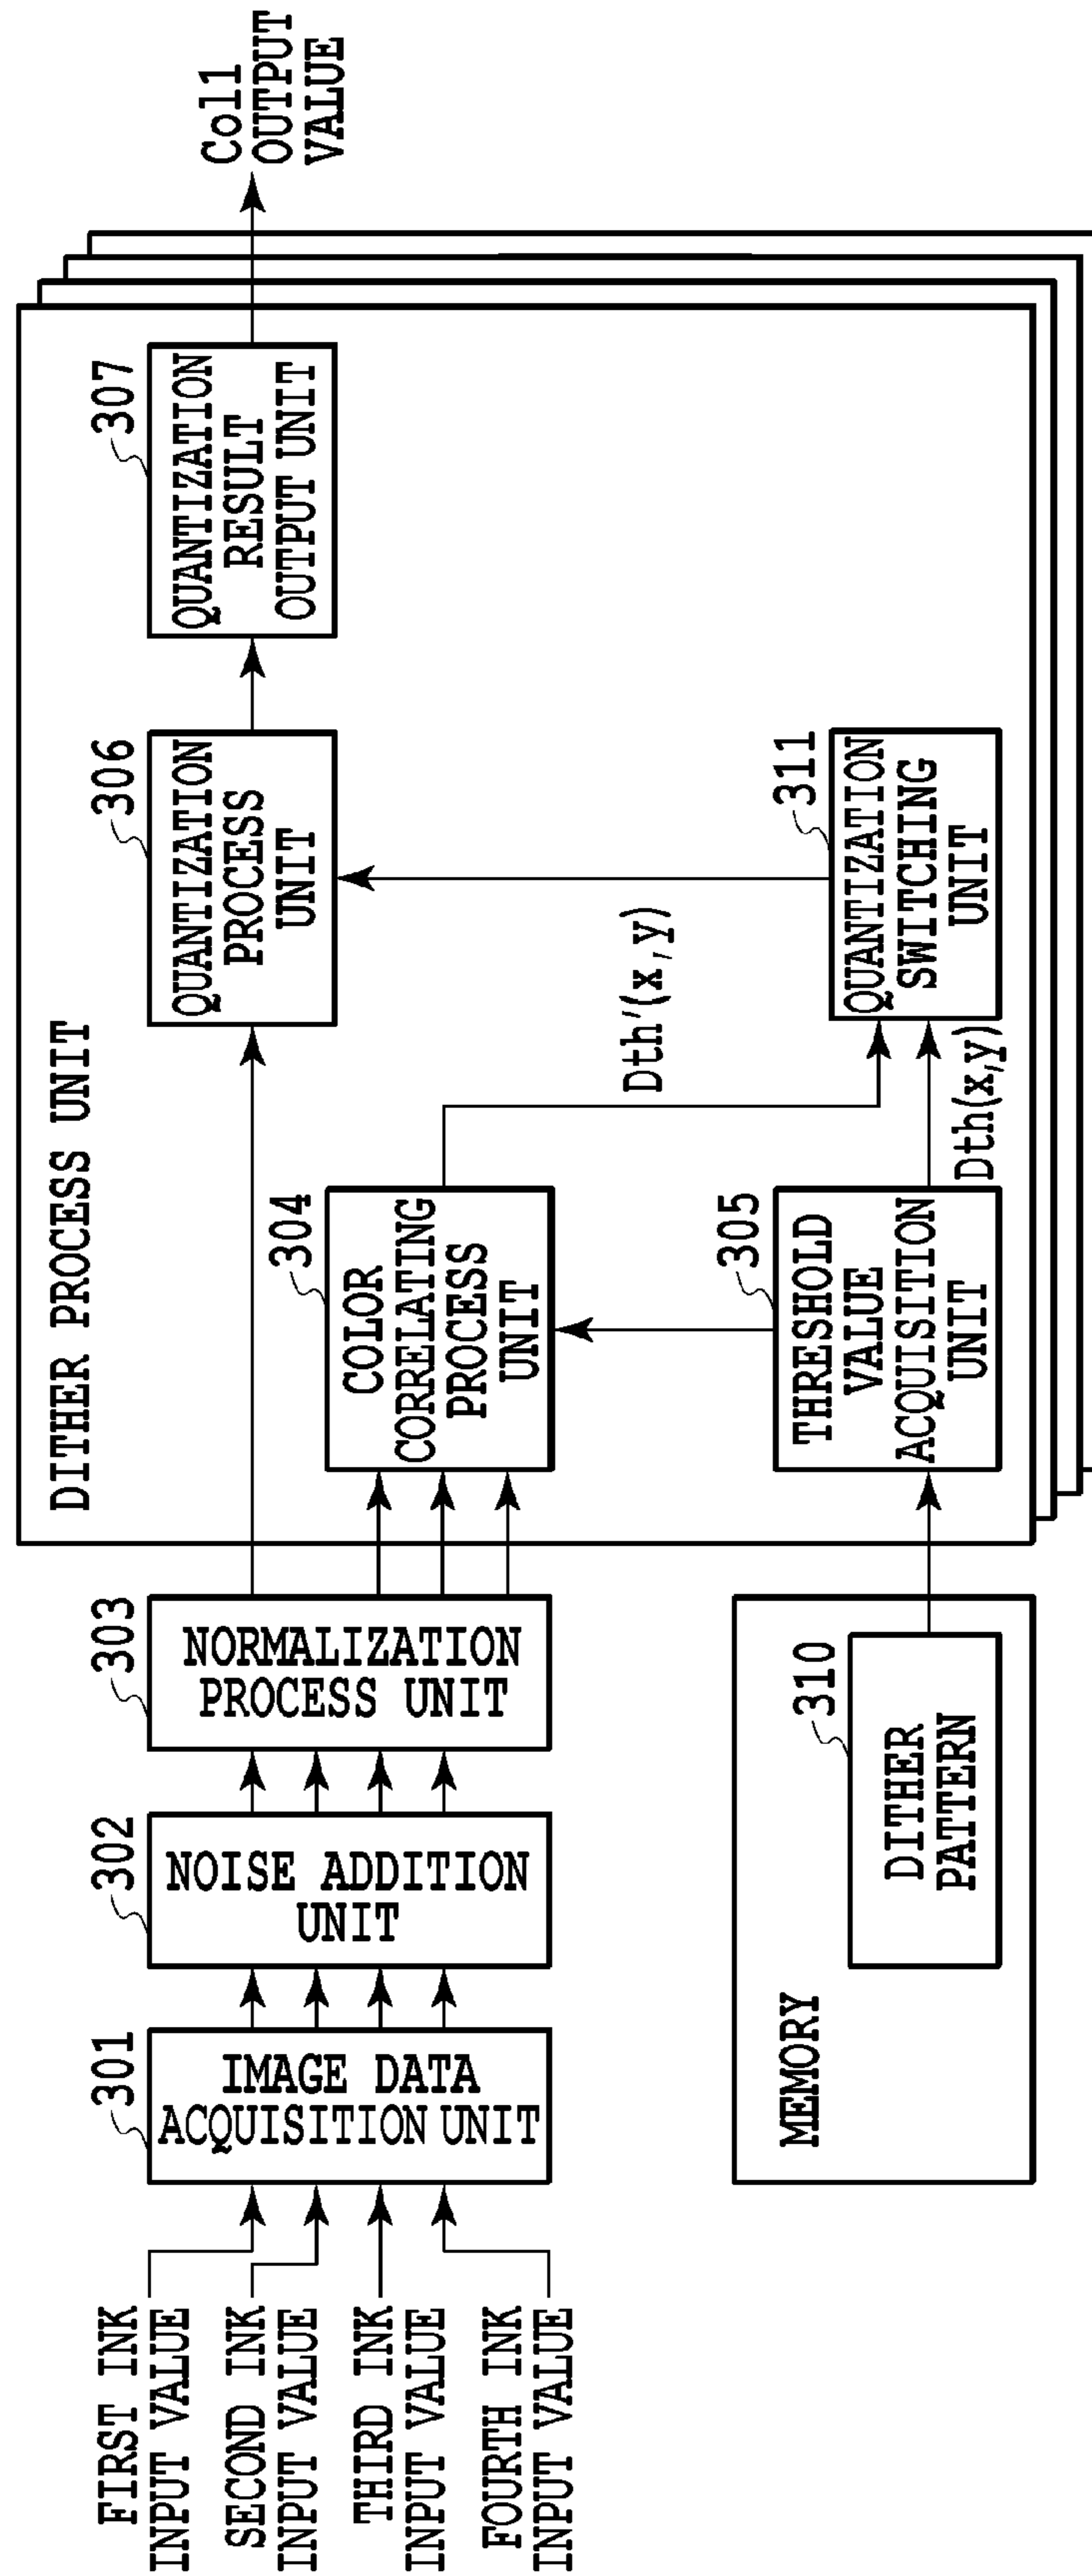 FIRST INK
INPUT VALUE
SECOND INK
INPUT VALUE
THIRD INK
INPUT VALUE
FOURTH INK
INPUT VALUE
301
IMAGE DATA
ACQUISITION UNIT
302
NOISE ADDITION
UNIT
303
NORMALIZATION
PROCESS UNIT
MEMORY
310
DITHER
PATTERN
DITHER PROCESS UNIT
304
COLOR
CORRELATING
PROCESS
UNIT
305
THRESHOLD
VALUE
ACQUISITION
UNIT
Dth'(x,y)
Dth(x,y)
306
QUANTIZATION
PROCESS
UNIT
311
QUANTIZATION
SWITCHING
UNIT
307
QUANTIZATION
RESULT
OUTPUT UNIT
Col1
OUTPUT
VALUE